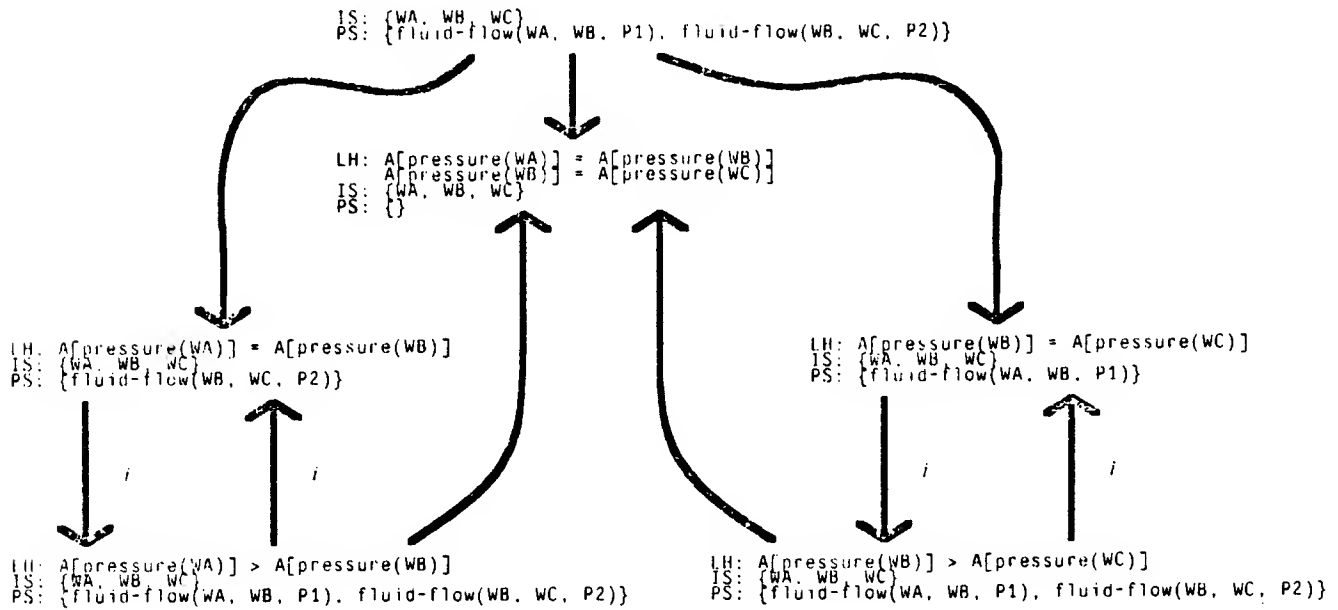 IS: {WA, WB, WC}
PS: {fluid-flow(WA, WB, P1), fluid-flow(WB, WC, P2)}
LH: A[pressure(WA)] = A[pressure(WB)]
A[pressure(WB)] = A[pressure(WC)]
IS: {WA, WB, WC}
PS: {}
LH: A[pressure(WA)] = A[pressure(WB)]
IS: {WA, WB, WC}
PS: {fluid-flow(WB, WC, P2)}
LH: A[pressure(WB)] = A[pressure(WC)]
IS: {WA, WB, WC}
PS: {fluid-flow(WA, WB, P1)}
i
i
i
i
LH: A[pressure(WA)] > A[pressure(WB)]
IS: {WA, WB, WC}
PS: {fluid-flow(WA, WB, P1), fluid-flow(WB, WC, P2)}
LH: A[pressure(WB)] > A[pressure(WC)]
IS: {WA, WB, WC}
PS: {fluid-flow(WA, WB, P1), fluid-flow(WB, WC, P2)}